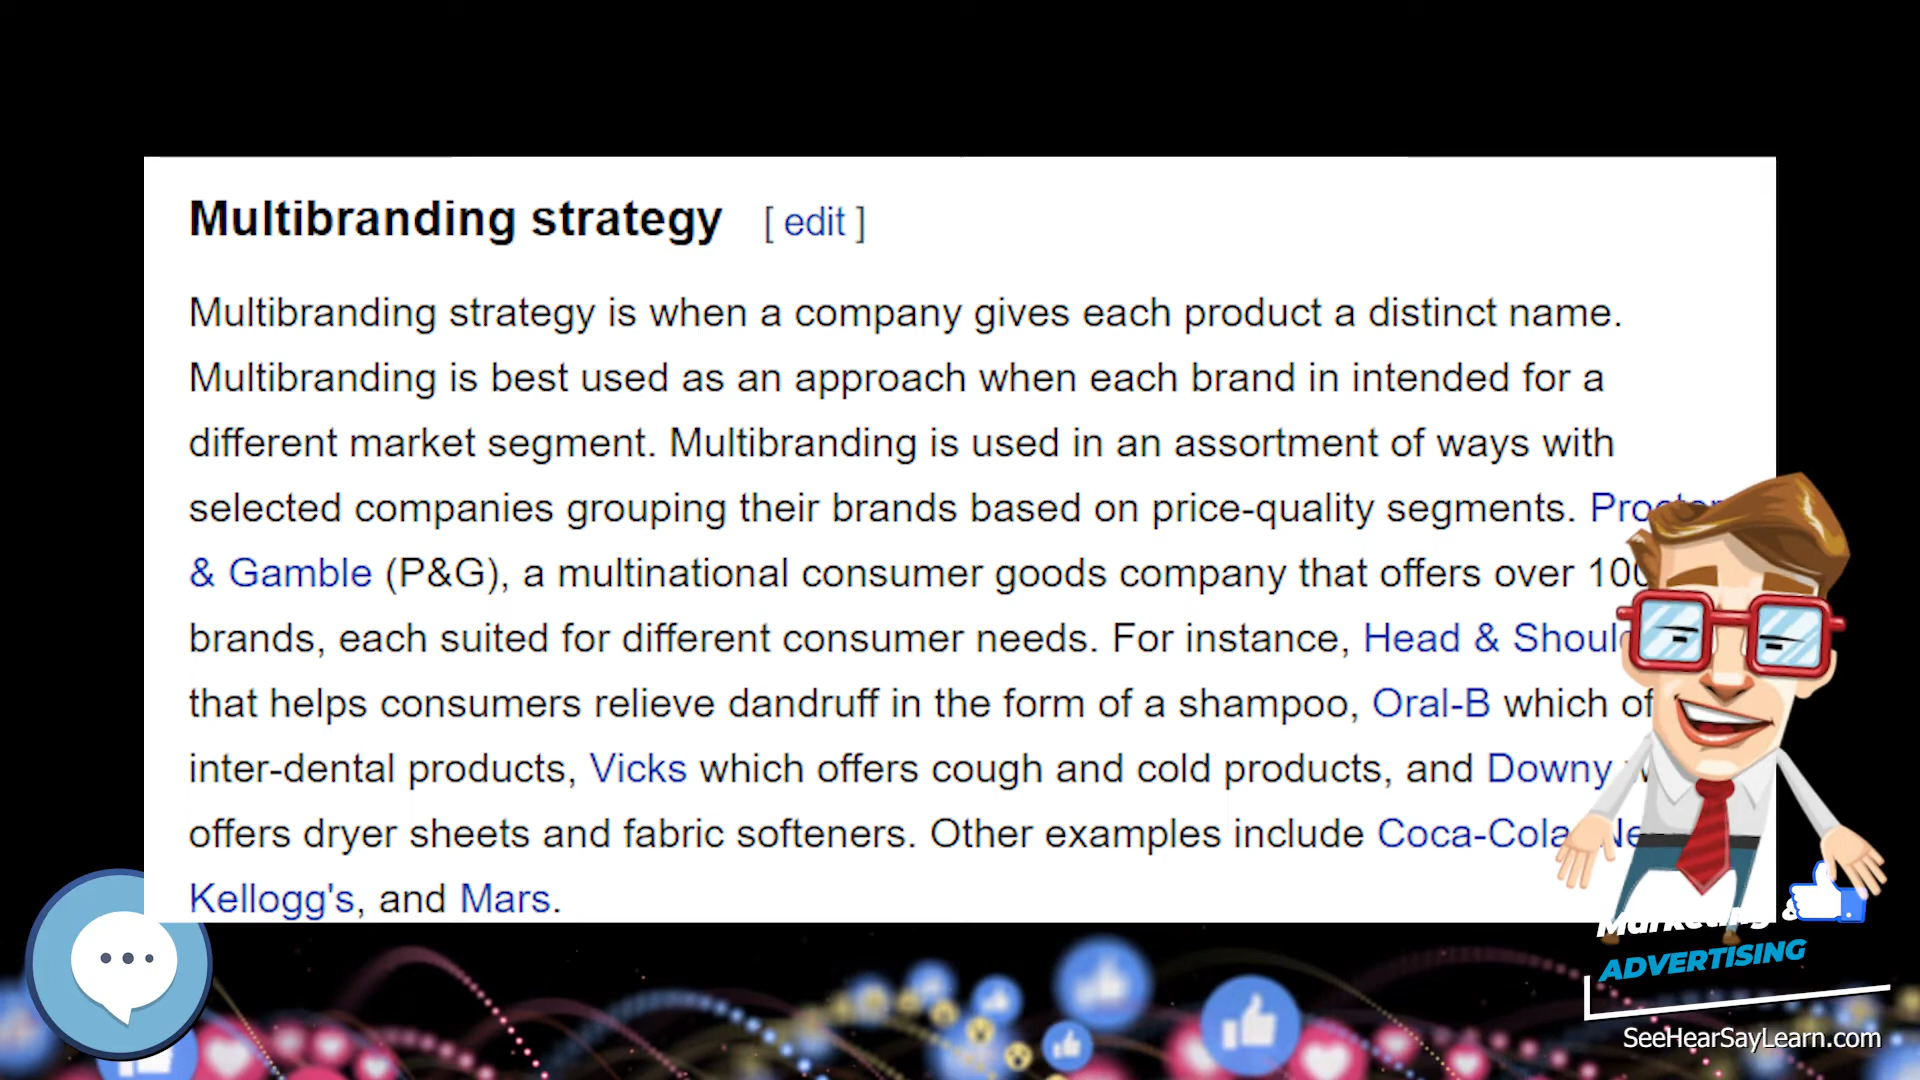 Multibranding strategy [ edit ]
Multibranding strategy is when a company gives each product a distinct name.
Multibranding is best used as an approach when each brand in intended for a
different market segment. Multibranding is used in an assortment of ways with
selected companies grouping their brands based on price-quality segments. Procter
& Gamble (P&G), a multinational consumer goods company that offers over 100
brands, each suited for different consumer needs. For instance, Head &
that helps consumers relieve dandruff in the form of a shampoo, Oral-B which
inter-dental products, Vicks which offers cough and cold products, and Downy
offers dryer sheets and fabric softeners. Other examples include Coca-Cola
Kellogg's, and Mars.
Marketing &
ADVERTISING
SeeHearSayLearn.com